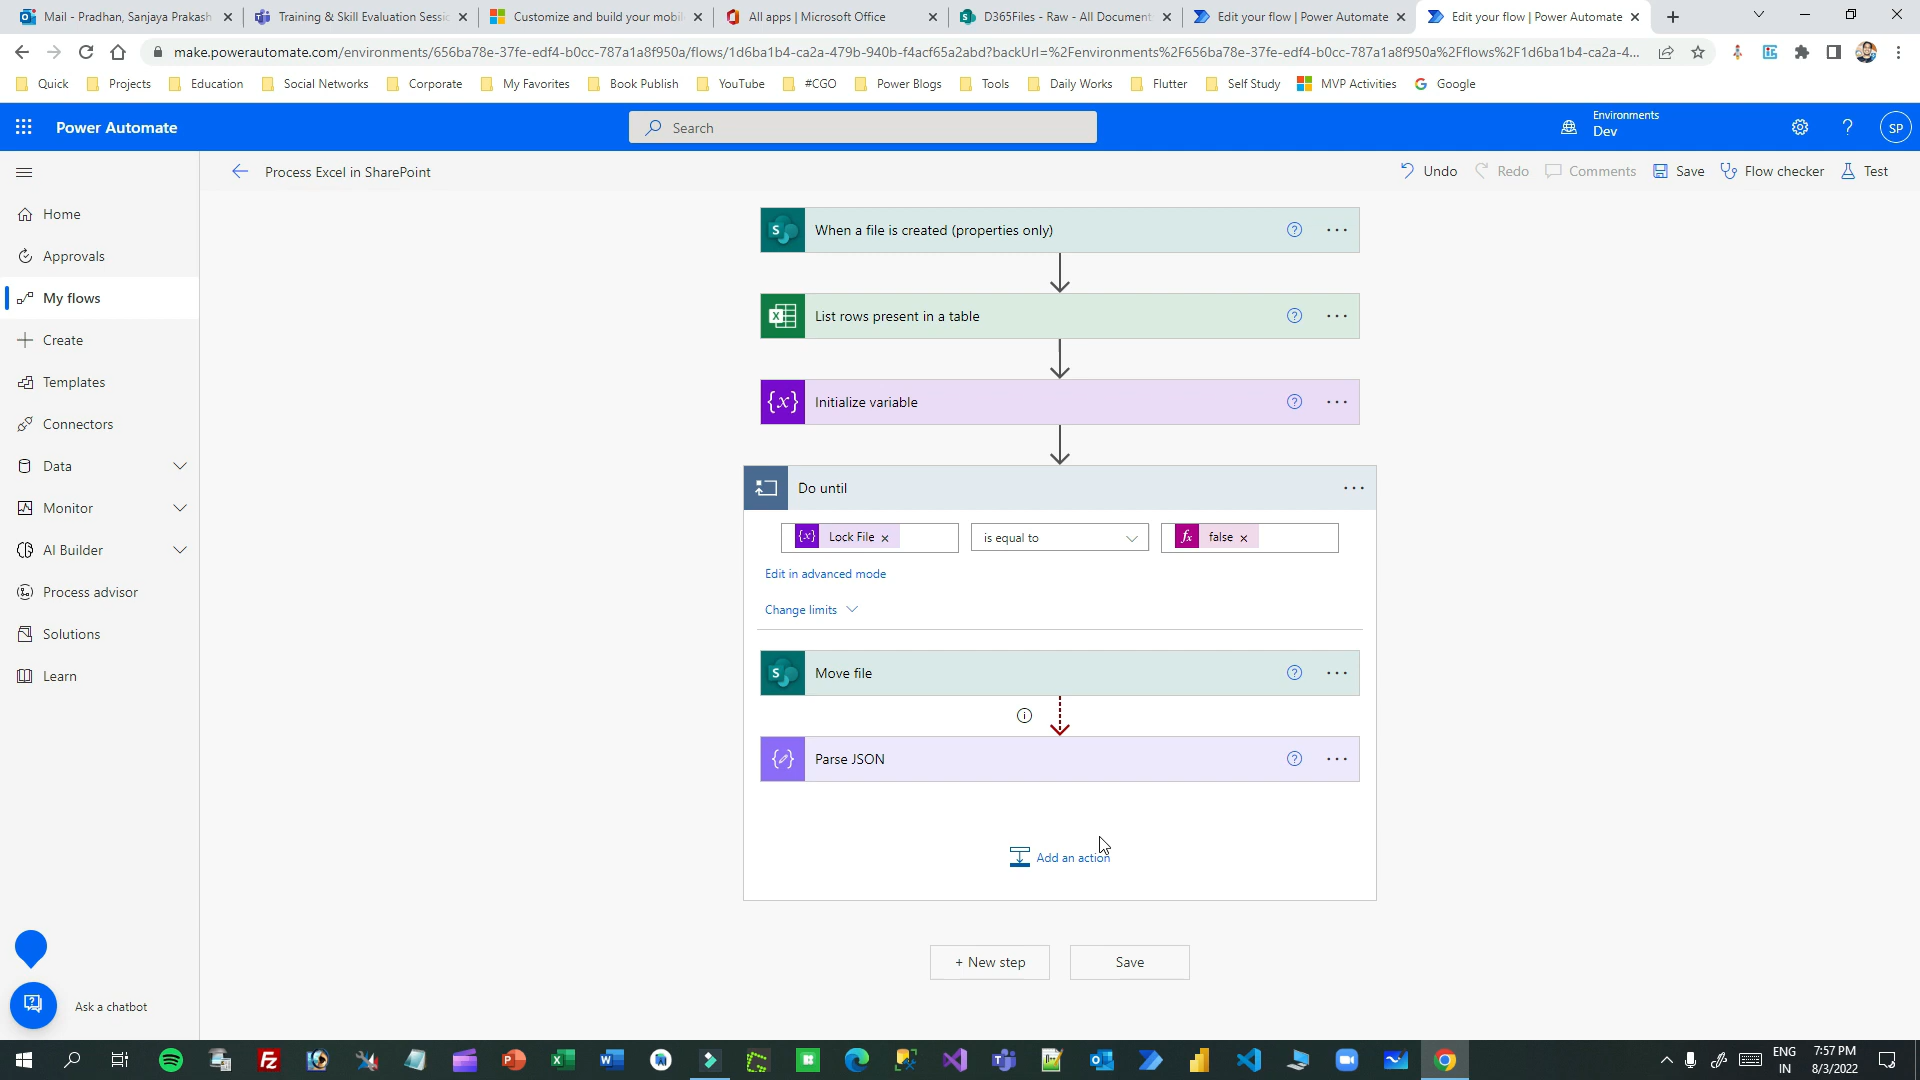 Mail - Pradhan, Sanjaya Prakash
Training & Skill Evaluation Sessic
Customize and build your mobil
All apps | Microsoft Office
D365Files - Raw - All Document
Edit your flow | Power Automate
Edit your flow | Power Automate
make.powerautomate.com/environments/656ba78e-37fe-edf4-b0cc-787a1a8f950a/flows/1d6ba1b4-ca2a-479b-940b-f4acf65a2abd?backUrl=%2Fenvironments%2F656ba78e-37fe-edf4-b0cc-787a1a8f950a%2Fflows%2F1d6ba1b4-ca2a-4...
Quick
Projects
Education
Social Networks
Corporate
My Favorites
Book Publish
YouTube
#CGO
Power Blogs
Tools
Daily Works
Flutter
Self Study
MVP Activities
Google
Power Automate
Search
Environments
Dev
SP
Process Excel in SharePoint
Undo
Redo
Comments
Save
Flow checker
Test
Home
Approvals
My flows
Create
Templates
Connectors
Data
Monitor
AI Builder
Process advisor
Solutions
Learn
Ask a chatbot
When a file is created (properties only)
List rows present in a table
Initialize variable
Do until
Lock File
is equal to
false
Edit in advanced mode
Change limits
Move file
Parse JSON
Add an action
+ New step
Save
ENG
IN
7:57 PM
8/3/2022